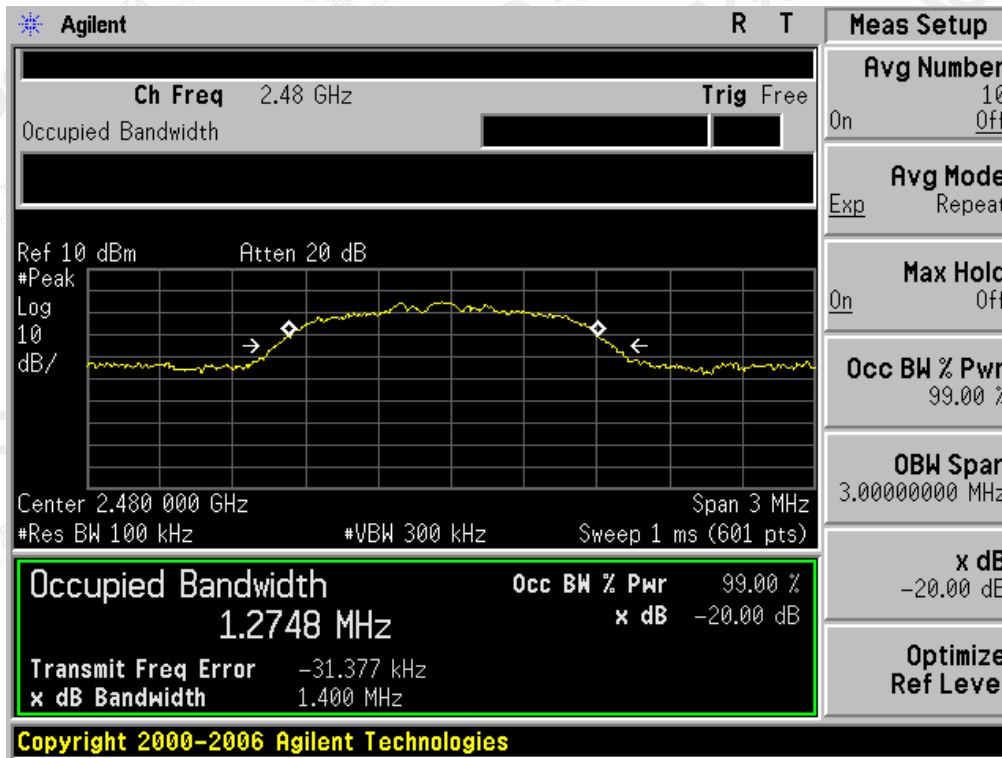 Agilent R T
Ch Freq 2.48 GHz Trig Free
Occupied Bandwidth
Ref 10 dBm Atten 20 dB
#Peak
Log
10
dB/
Center 2.480 000 GHz Span 3 MHz
#Res BW 100 kHz #VBW 300 kHz Sweep 1 ms (601 pts)
Occupied Bandwidth
1.2748 MHz
Occ BW % Pwr 99.00 %
x dB -20.00 dB
Transmit Freq Error -31.377 kHz
x dB Bandwidth 1.400 MHz
Copyright 2000-2006 Agilent Technologies
Meas Setup
Avg Number
10
On Off
Avg Mode
Exp Repeat
Max Hold
On Off
Occ BW % Pwr
99.00 %
OBW Span
3.00000000 MHz
x dB
-20.00 dB
Optimize
Ref Level